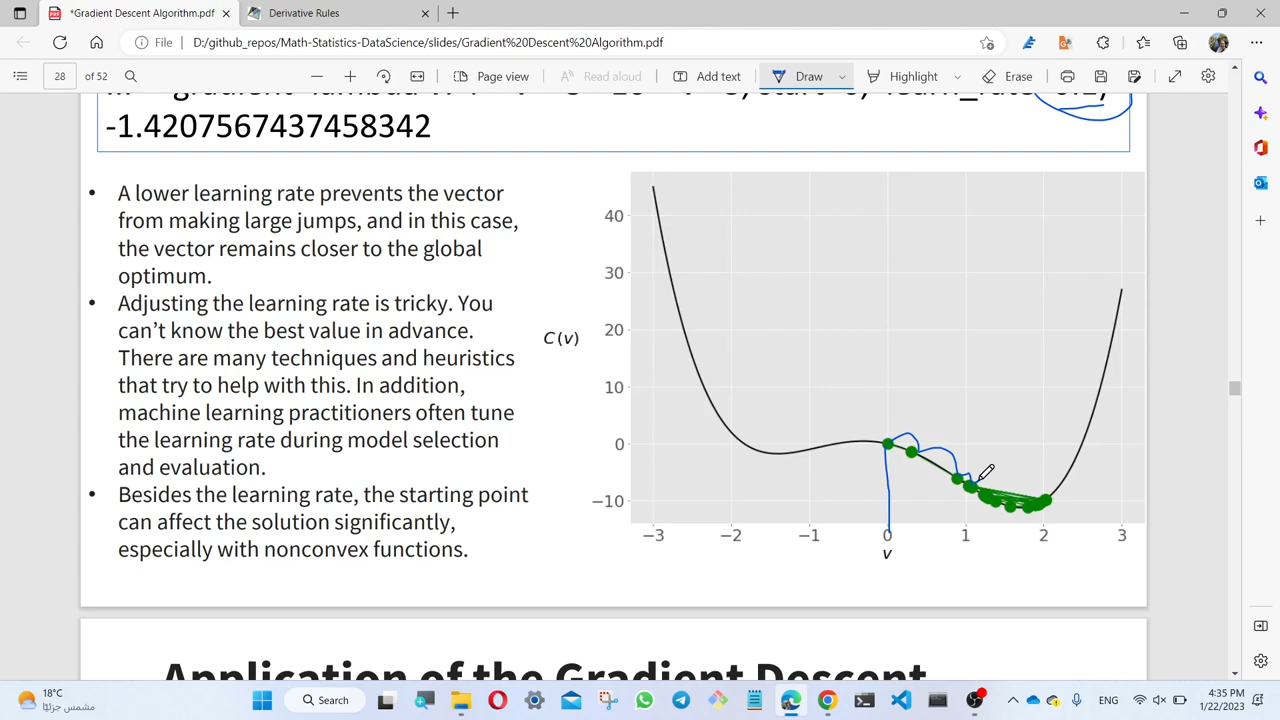 *Gradient Descent Algorithm.pdf
Derivative Rules
File D:/github_repos/Math-Statistics-DataScience/slides/Gradient%20Descent%20Algorithm.pdf
28 of 52 Page view Read aloud Add text Draw Highlight Erase
-1.4207567437458342
• A lower learning rate prevents the vector
from making large jumps, and in this case,
the vector remains closer to the global
optimum.
• Adjusting the learning rate is tricky. You
can’t know the best value in advance.
There are many techniques and heuristics
that try to help with this. In addition,
machine learning practitioners often tune
the learning rate during model selection
and evaluation.
• Besides the learning rate, the starting point
can affect the solution significantly,
especially with nonconvex functions.
40
30
20
10
0
−10
C(v)
−3 −2 −1 0 1 2 3
v
Application of the Gradient Descent
18°C
مشمس جزئيًا
Search
ENG
4:35 PM
1/22/2023